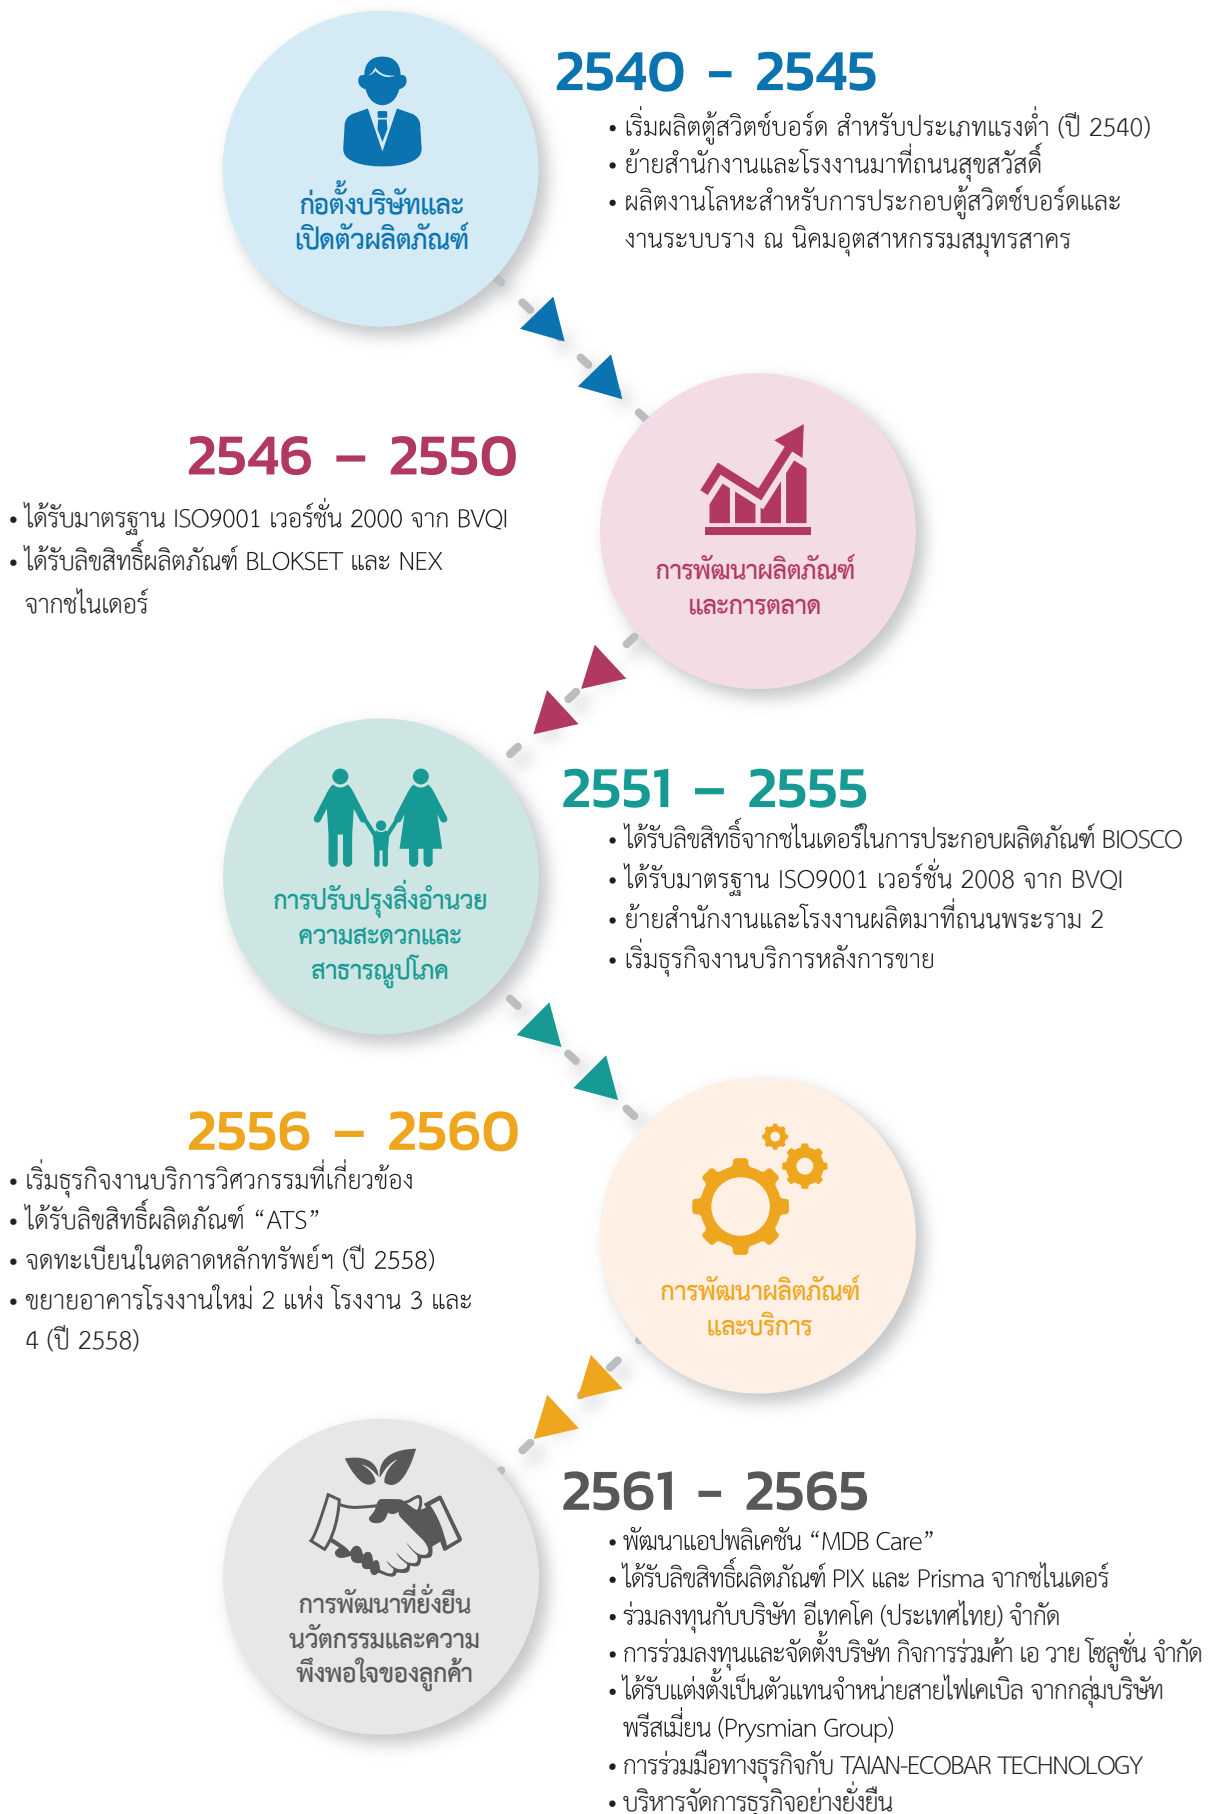 ก่อตั้งบริษัทและ
เปิดตัวผลิตภัณฑ์
2540 - 2545
• เริ่มผลิตตู้สวิตช์บอร์ด สำหรับประเภทแรงต่ำ (ปี 2540)
• ย้ายสำนักงานและโรงงานมาที่ถนนสุขสวัสดิ์
• ผลิตงานโลหะสำหรับการประกอบตู้สวิตช์บอร์ดและ
งานระบบราง ณ นิคมอุตสาหกรรมสมุทรสาคร
2546 – 2550
• ได้รับมาตรฐาน ISO9001 เวอร์ชั่น 2000 จาก BVQI
• ได้รับลิขสิทธิ์ผลิตภัณฑ์ BLOKSET และ NEX
จากชไนเดอร์
การพัฒนาผลิตภัณฑ์
และการตลาด
การปรับปรุงสิ่งอำนวย
ความสะดวกและ
สาธารณูปโภค
2551 – 2555
• ได้รับลิขสิทธิ์จากชไนเดอร์ในการประกอบผลิตภัณฑ์ BIOSCO
• ได้รับมาตรฐาน ISO9001 เวอร์ชั่น 2008 จาก BVQI
• ย้ายสำนักงานและโรงงานผลิตมาที่ถนนพระราม 2
• เริ่มธุรกิจงานบริการหลังการขาย
2556 – 2560
• เริ่มธุรกิจงานบริการวิศวกรรมที่เกี่ยวข้อง
• ได้รับลิขสิทธิ์ผลิตภัณฑ์ “ATS”
• จดทะเบียนในตลาดหลักทรัพย์ฯ (ปี 2558)
• ขยายอาคารโรงงานใหม่ 2 แห่ง โรงงาน 3 และ
4 (ปี 2558)
การพัฒนาผลิตภัณฑ์
และบริการ
การพัฒนาที่ยั่งยืน
นวัตกรรมและความ
พึงพอใจของลูกค้า
2561 - 2565
• พัฒนาแอปพลิเคชัน “MDB Care”
• ได้รับลิขสิทธิ์ผลิตภัณฑ์ PIX และ Prisma จากชไนเดอร์
• ร่วมลงทุนกับบริษัท อีเทคโค (ประเทศไทย) จำกัด
• การร่วมลงทุนและจัดตั้งบริษัท กิจการร่วมค้า เอ วาย โซลูชั่น จำกัด
• ได้รับแต่งตั้งเป็นตัวแทนจำหน่ายสายไฟเคเบิล จากกลุ่มบริษัท
พรีสเมี่ยน (Prysmian Group)
• การร่วมมือทางธุรกิจกับ TAIAN-ECOBAR TECHNOLOGY
• บริหารจัดการธุรกิจอย่างยั่งยืน